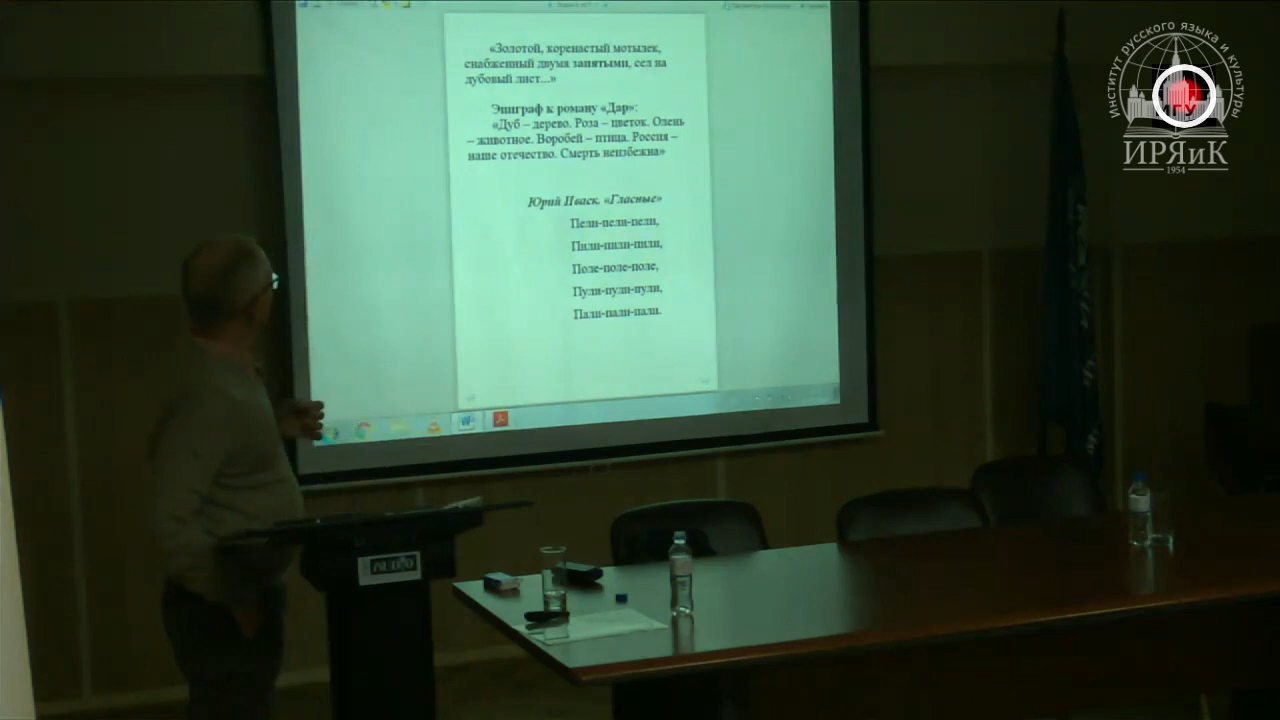 «Золотой, коренастый мотылек,
снабженный двумя запятыми, сел на
дубовый лист...»
Эпиграф к роману «Дар»:
«Дуб – дерево. Роза – цветок. Олень
– животное. Воробей – птица. Россия –
наше отечество. Смерть неизбежна»
Юрий Иваск. «Гласные»
Пели-пели-пели,
Пили-пили-пили,
Поле-поле-поле,
Пули-пули-пули,
Пали-пали-пали.
Институт русского языка и культуры
МГУ
ИРЯиК
1954
AUDIO